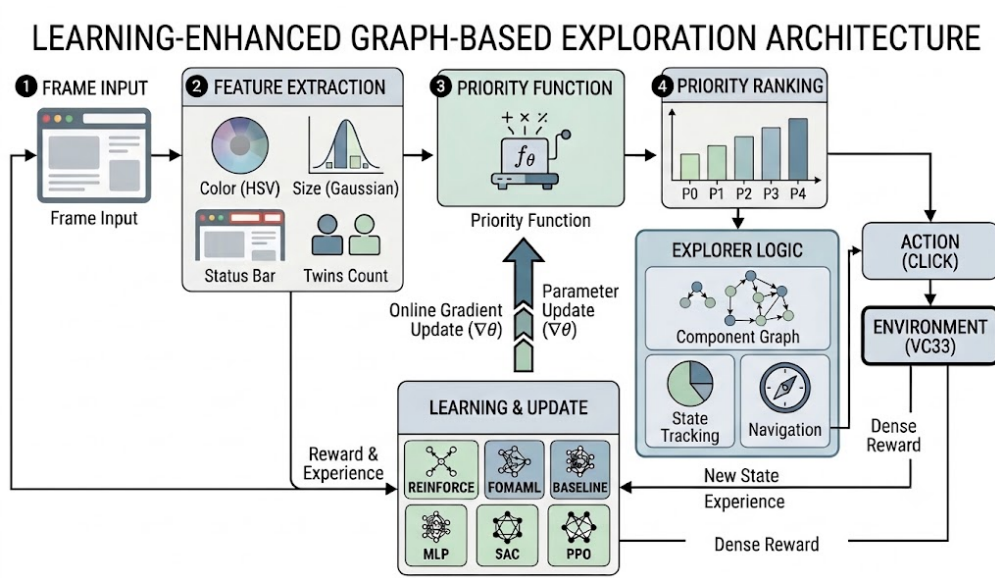 LEARNING-ENHANCED GRAPH-BASED EXPLORATION ARCHITECTURE
1 FRAME INPUT
Frame Input
2 FEATURE EXTRACTION
Color (HSV)
Size (Gaussian)
Status Bar
Twins Count
3 PRIORITY FUNCTION
+ × %
fθ
Priority Function
4 PRIORITY RANKING
P0 P1 P2 P3 P4
EXPLORER LOGIC
Component Graph
State
Tracking
Navigation
ACTION
(CLICK)
ENVIRONMENT
(VC33)
Online Gradient
Update (∇θ)
Parameter
Update
(∇θ)
LEARNING & UPDATE
REINFORCE
FOMAML
BASELINE
MLP
SAC
PPO
Reward &
Experience
Dense
Reward
New State
Experience
Dense Reward